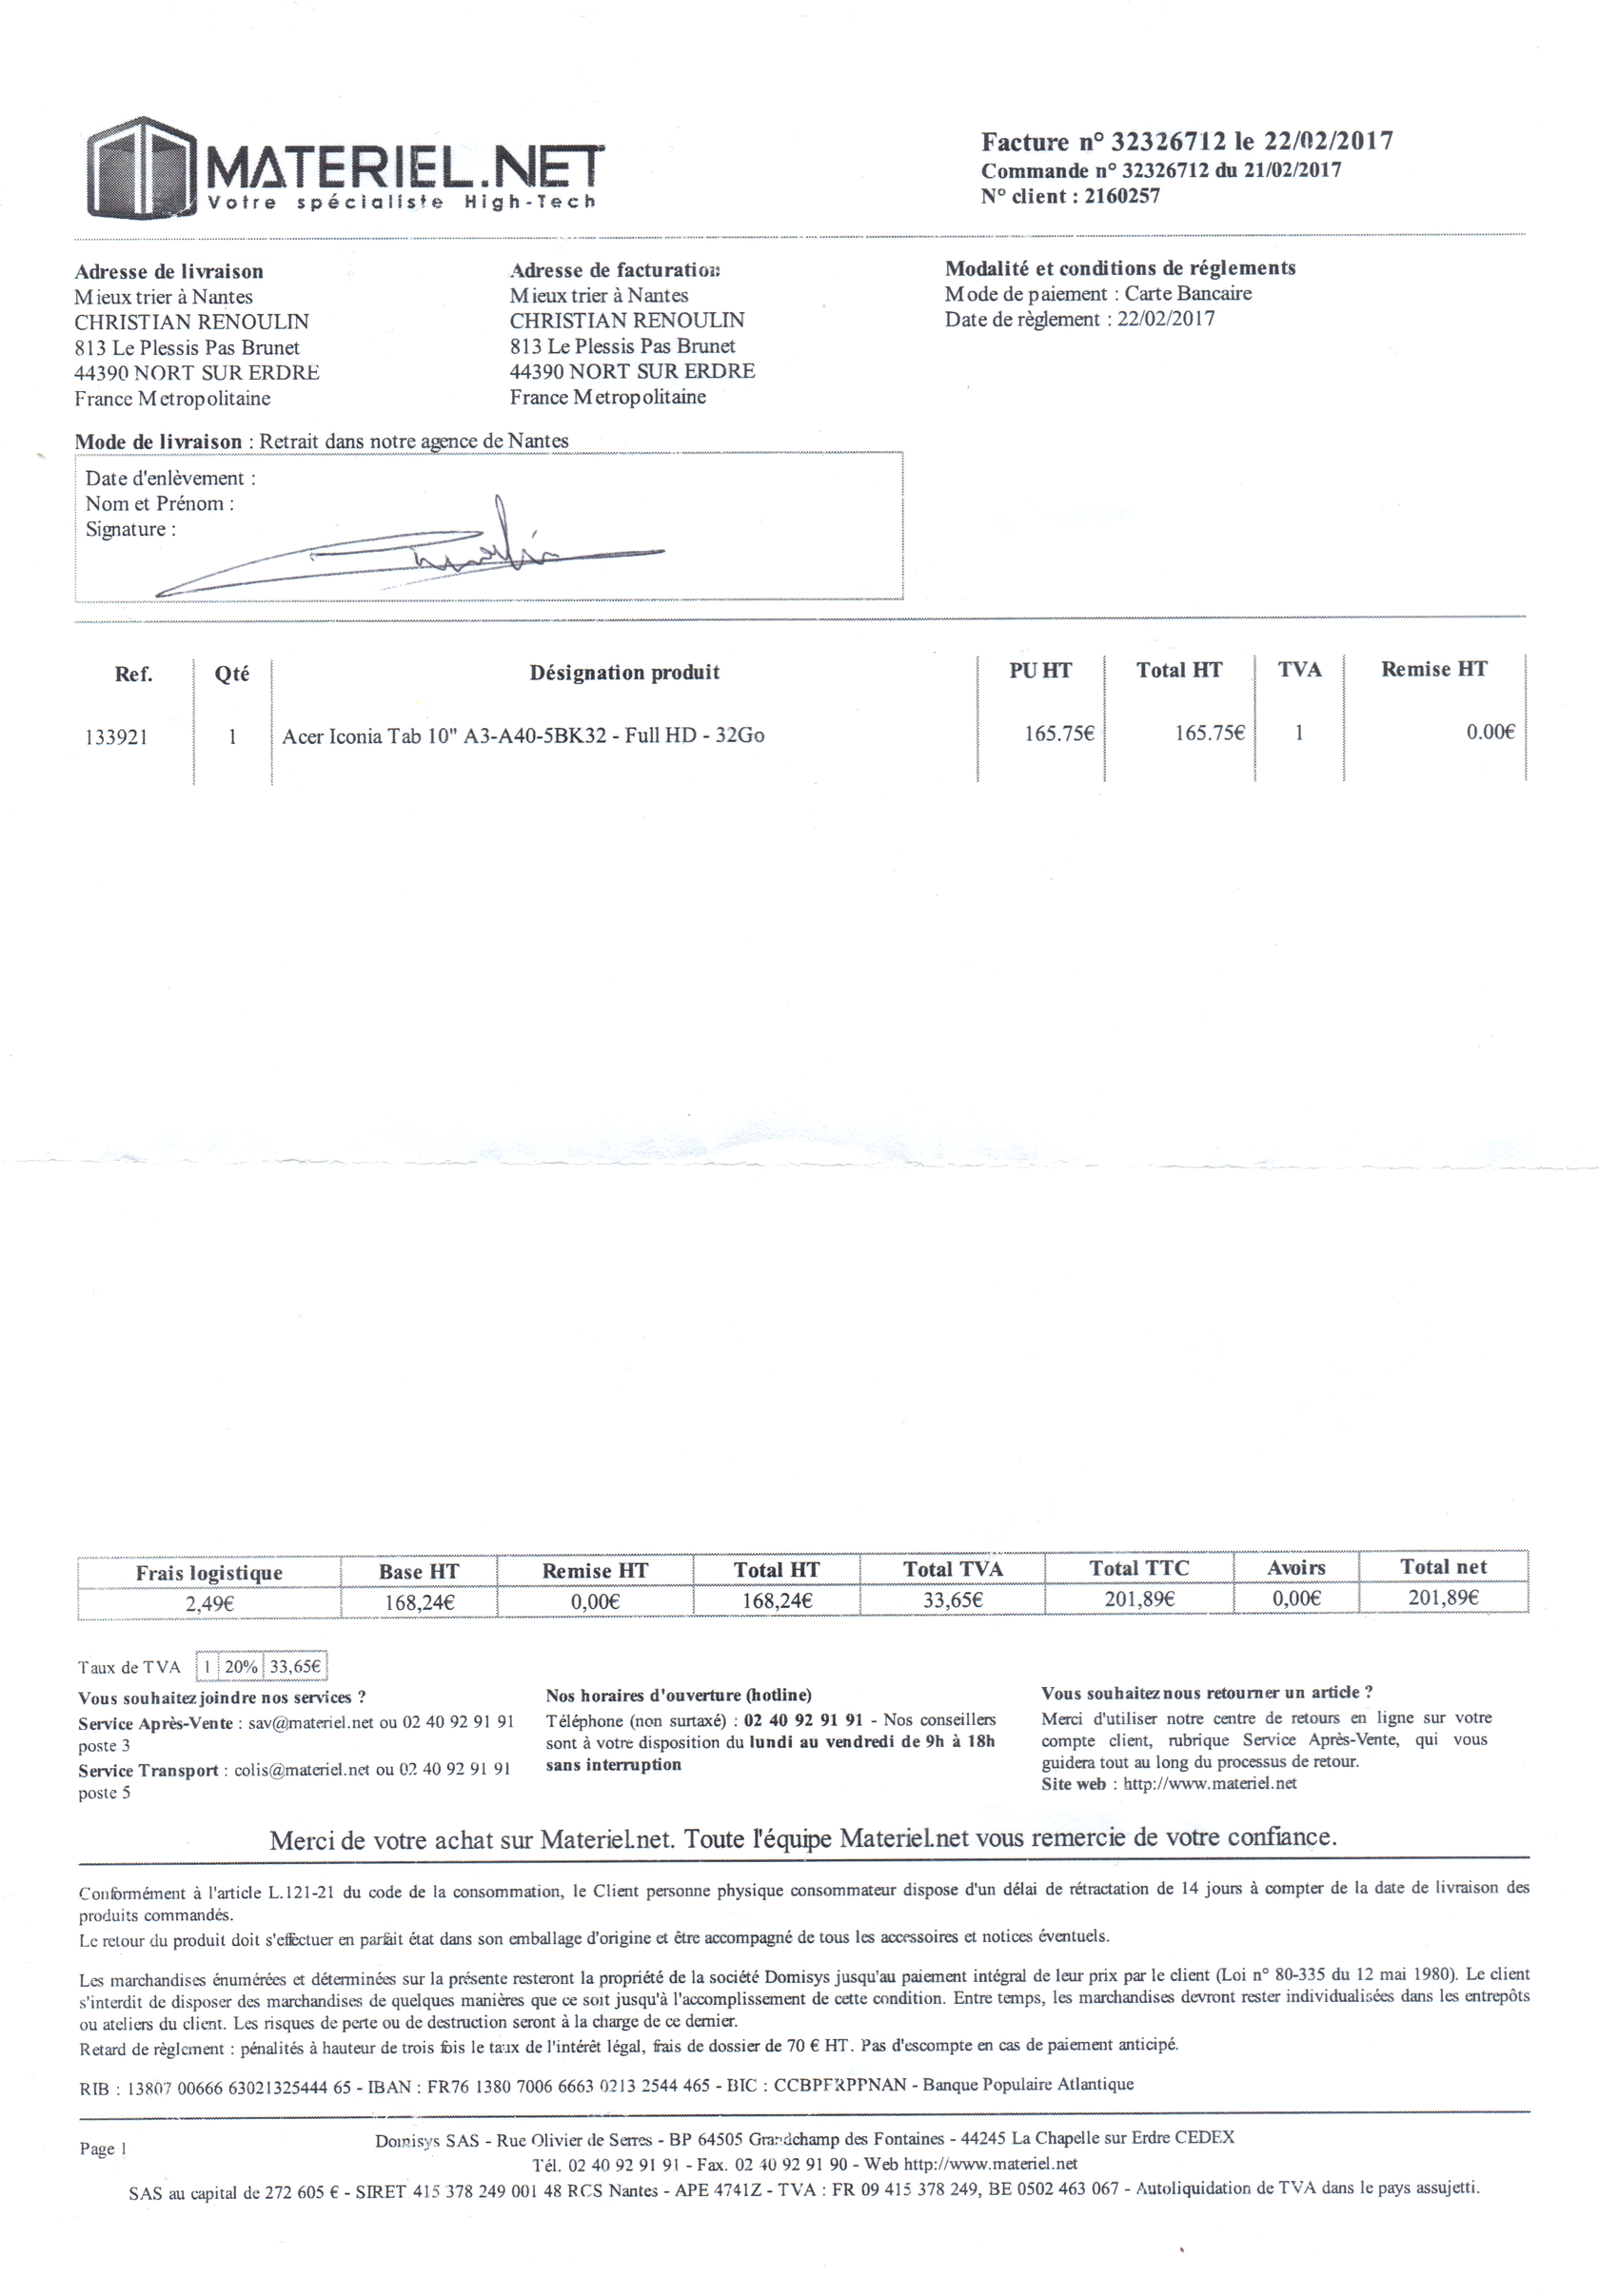 MATERIEL.NET
Votre spécialiste High-Tech
Facture n° 32326712 le 22/02/2017
Commande n° 32326712 du 21/02/2017
N° client : 2160257
Adresse de livraison
Mieux trier à Nantes
CHRISTIAN RENOULIN
813 Le Plessis Pas Brunet
44390 NORT SUR ERDRE
France Metropolitaine
Adresse de facturation
Mieux trier à Nantes
CHRISTIAN RENOULIN
813 Le Plessis Pas Brunet
44390 NORT SUR ERDRE
France Metropolitaine
Modalité et conditions de réglements
Mode de paiement : Carte Bancaire
Date de règlement : 22/02/2017
Mode de livraison : Retrait dans notre agence de Nantes
Date d'enlèvement :
Nom et Prénom :
Signature :
Ref. Qté Désignation produit PU HT Total HT TVA Remise HT
133921 1 Acer Iconia Tab 10" A3-A40-5BK32 - Full HD - 32Go 165.75€ 165.75€ 1 0.00€
Frais logistique Base HT Remise HT Total HT Total TVA Total TTC Avoirs Total net
2,49€ 168,24€ 0,00€ 168,24€ 33,65€ 201,89€ 0,00€ 201,89€
Taux de TVA 1 20% 33,65€
Vous souhaitez joindre nos services ?
Service Après-Vente : sav@materiel.net ou 02 40 92 91 91
poste 3
Service Transport : colis@materiel.net ou 02 40 92 91 91
poste 5
Nos horaires d'ouverture (hotline)
Téléphone (non surtaxé) : 02 40 92 91 91 - Nos conseillers
sont à votre disposition du lundi au vendredi de 9h à 18h
sans interruption
Vous souhaitez nous retourner un article ?
Merci d'utiliser notre centre de retours en ligne sur votre
compte client, rubrique Service Après-Vente, qui vous
guidera tout au long du processus de retour.
Site web : http://www.materiel.net
Merci de votre achat sur Materiel.net. Toute l'équipe Materiel.net vous remercie de votre confiance.
Conformément à l'article L.121-21 du code de la consommation, le Client personne physique consommateur dispose d'un délai de rétractation de 14 jours à compter de la date de livraison des
produits commandés.
Le retour du produit doit s'effectuer en parfait état dans son emballage d'origine et être accompagné de tous les accessoires et notices éventuels.
Les marchandises énumérées et déterminées sur la présente resteront la propriété de la société Domisys jusqu'au paiement intégral de leur prix par le client (Loi n° 80-335 du 12 mai 1980). Le client
s'interdit de disposer des marchandises de quelques manières que ce soit jusqu'à l'accomplissement de cette condition. Entre temps, les marchandises devront rester individualisées dans les entrepôts
ou ateliers du client. Les risques de perte ou de destruction seront à la charge de ce dernier.
Retard de règlement : pénalités à hauteur de trois fois le taux de l'intérêt légal, frais de dossier de 70 € HT. Pas d'escompte en cas de paiement anticipé.
RIB : 13807 00666 63021325444 65 - IBAN : FR76 1380 7006 6663 0213 2544 465 - BIC : CCBPFRPPNAN - Banque Populaire Atlantique
Page 1
Domisys SAS - Rue Olivier de Serres - BP 64505 Grandchamp des Fontaines - 44245 La Chapelle sur Erdre CEDEX
Tél. 02 40 92 91 91 - Fax. 02 40 92 91 90 - Web http://www.materiel.net
SAS au capital de 272 605 € - SIRET 415 378 249 001 48 RCS Nantes - APE 4741Z - TVA : FR 09 415 378 249, BE 0502 463 067 - Autoliquidation de TVA dans le pays assujetti.